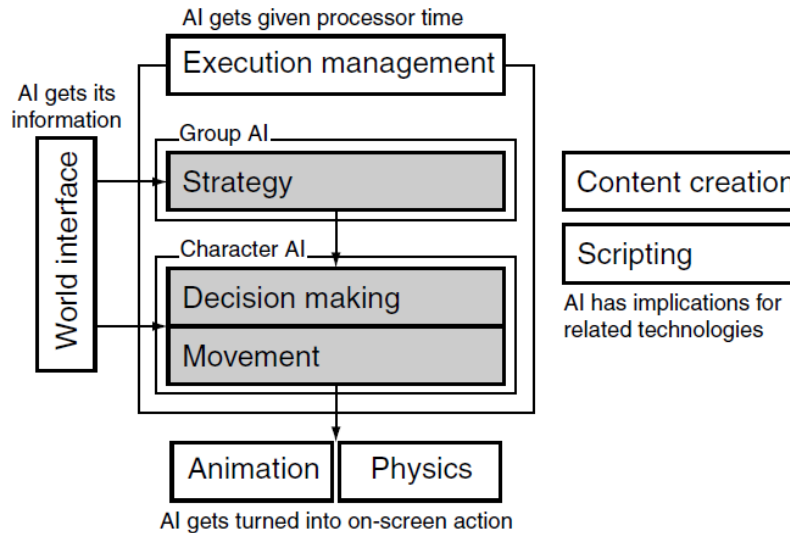 AI gets given processor time
Execution management
AI gets its
information
World interface
Group AI
Strategy
Character AI
Decision making
Movement
Animation
Physics
AI gets turned into on-screen action
Content creation
Scripting
AI has implications for
related technologies